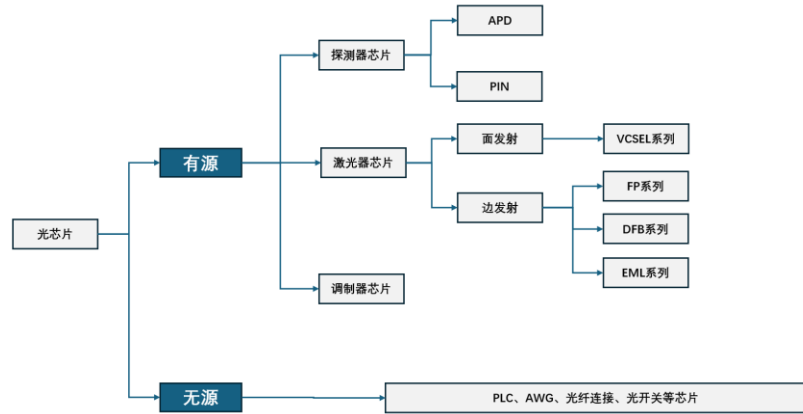 光芯片
有源
探测器芯片
APD
PIN
激光器芯片
面发射
VCSEL系列
边发射
FP系列
DFB系列
EML系列
调制器芯片
无源
PLC、AWG、光纤连接、光开关等芯片